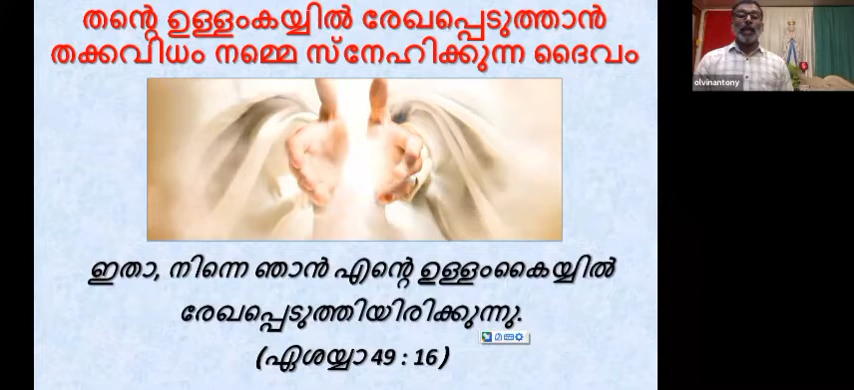 തന്റെ ഉള്ളംകയ്യിൽ രേഖപ്പെടുത്താൻ
തക്കവിധം നമ്മെ സ്നേഹിക്കുന്ന ദൈവം
olvinantony
ഇതാ, നിന്നെ ഞാൻ എന്റെ ഉള്ളംകൈയ്യിൽ
രേഖപ്പെടുത്തിയിരിക്കുന്നു.
(ഏശയ്യാ 49 : 16)